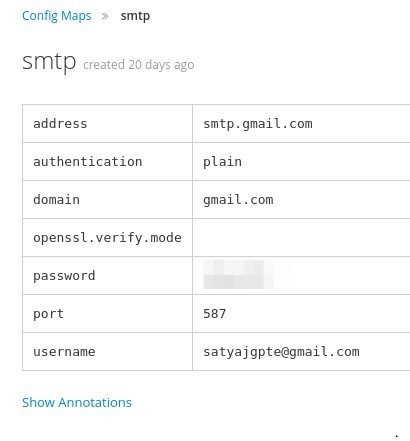 Config Maps » smtp
smtp created 20 days ago
address smtp.gmail.com
authentication plain
domain gmail.com
openssl.verify.mode
password
port 587
username satyajgpte@gmail.com
Show Annotations